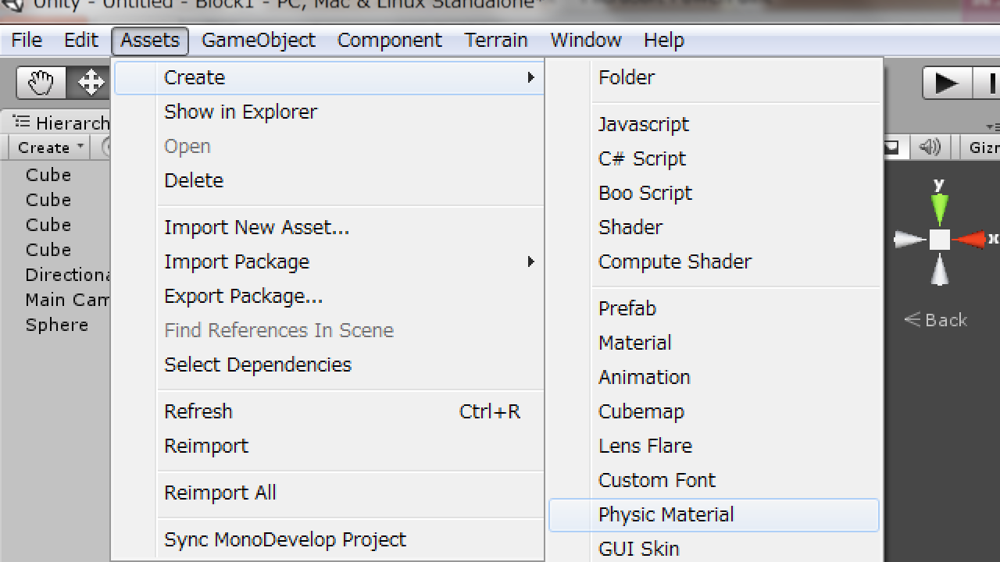 Unity - Untitled - Block1 - PC, Mac & Linux Standalone*
File Edit Assets GameObject Component Terrain Window Help
Hierarch
Create
Cube
Cube
Cube
Cube
Directiona
Main Cam
Sphere
Create
Show in Explorer
Open
Delete
Import New Asset...
Import Package
Export Package...
Find References In Scene
Select Dependencies
Refresh Ctrl+R
Reimport
Reimport All
Sync MonoDevelop Project
Folder
Javascript
C# Script
Boo Script
Shader
Compute Shader
Prefab
Material
Animation
Cubemap
Lens Flare
Custom Font
Physic Material
GUI Skin
Gizm
y
x
Back